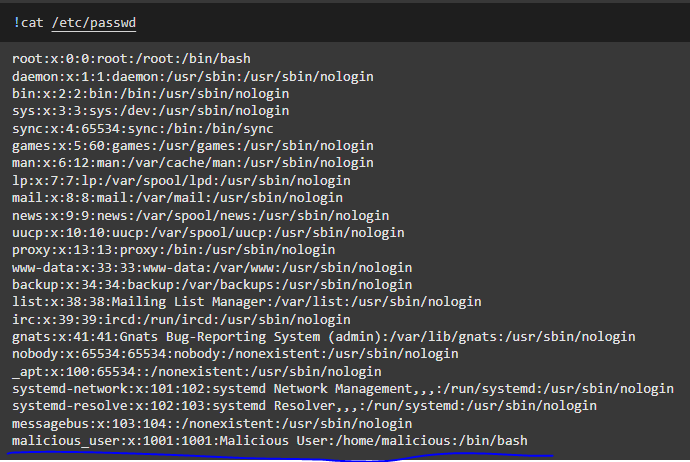 !cat /etc/passwd
root:x:0:0:root:/root:/bin/bash
daemon:x:1:1:daemon:/usr/sbin:/usr/sbin/nologin
bin:x:2:2:bin:/bin:/usr/sbin/nologin
sys:x:3:3:sys:/dev:/usr/sbin/nologin
sync:x:4:65534:sync:/bin:/bin/sync
games:x:5:60:games:/usr/games:/usr/sbin/nologin
man:x:6:12:man:/var/cache/man:/usr/sbin/nologin
lp:x:7:7:lp:/var/spool/lpd:/usr/sbin/nologin
mail:x:8:8:mail:/var/mail:/usr/sbin/nologin
news:x:9:9:news:/var/spool/news:/usr/sbin/nologin
uucp:x:10:10:uucp:/var/spool/uucp:/usr/sbin/nologin
proxy:x:13:13:proxy:/bin:/usr/sbin/nologin
www-data:x:33:33:www-data:/var/www:/usr/sbin/nologin
backup:x:34:34:backup:/var/backups:/usr/sbin/nologin
list:x:38:38:Mailing List Manager:/var/list:/usr/sbin/nologin
irc:x:39:39:ircd:/run/ircd:/usr/sbin/nologin
gnats:x:41:41:Gnats Bug-Reporting System (admin):/var/lib/gnats:/usr/sbin/nologin
nobody:x:65534:65534:nobody:/nonexistent:/usr/sbin/nologin
_apt:x:100:65534::/nonexistent:/usr/sbin/nologin
systemd-network:x:101:102:systemd Network Management,,,:/run/systemd:/usr/sbin/nologin
systemd-resolve:x:102:103:systemd Resolver,,,:/run/systemd:/usr/sbin/nologin
messagebus:x:103:104::/nonexistent:/usr/sbin/nologin
malicious_user:x:1001:1001:Malicious User:/home/malicious:/bin/bash